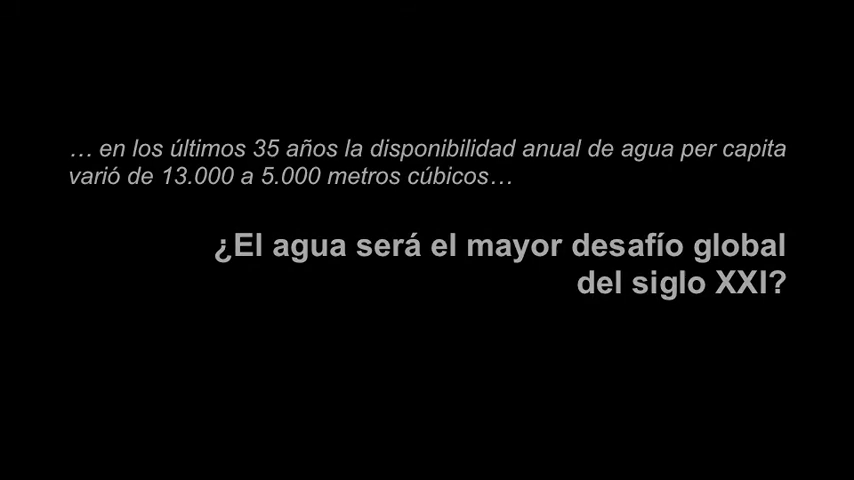 … en los últimos 35 años la disponibilidad anual de agua per capita
varió de 13.000 a 5.000 metros cúbicos…
¿El agua será el mayor desafío global
del siglo XXI?